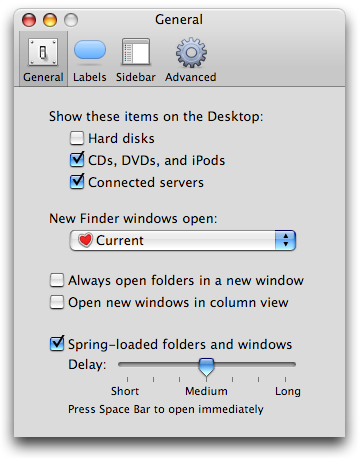 General
General Labels Sidebar Advanced
Show these items on the Desktop:
Hard disks
CDs, DVDs, and iPods
Connected servers
New Finder windows open:
Current
Always open folders in a new window
Open new windows in column view
Spring-loaded folders and windows
Delay:
Short Medium Long
Press Space Bar to open immediately